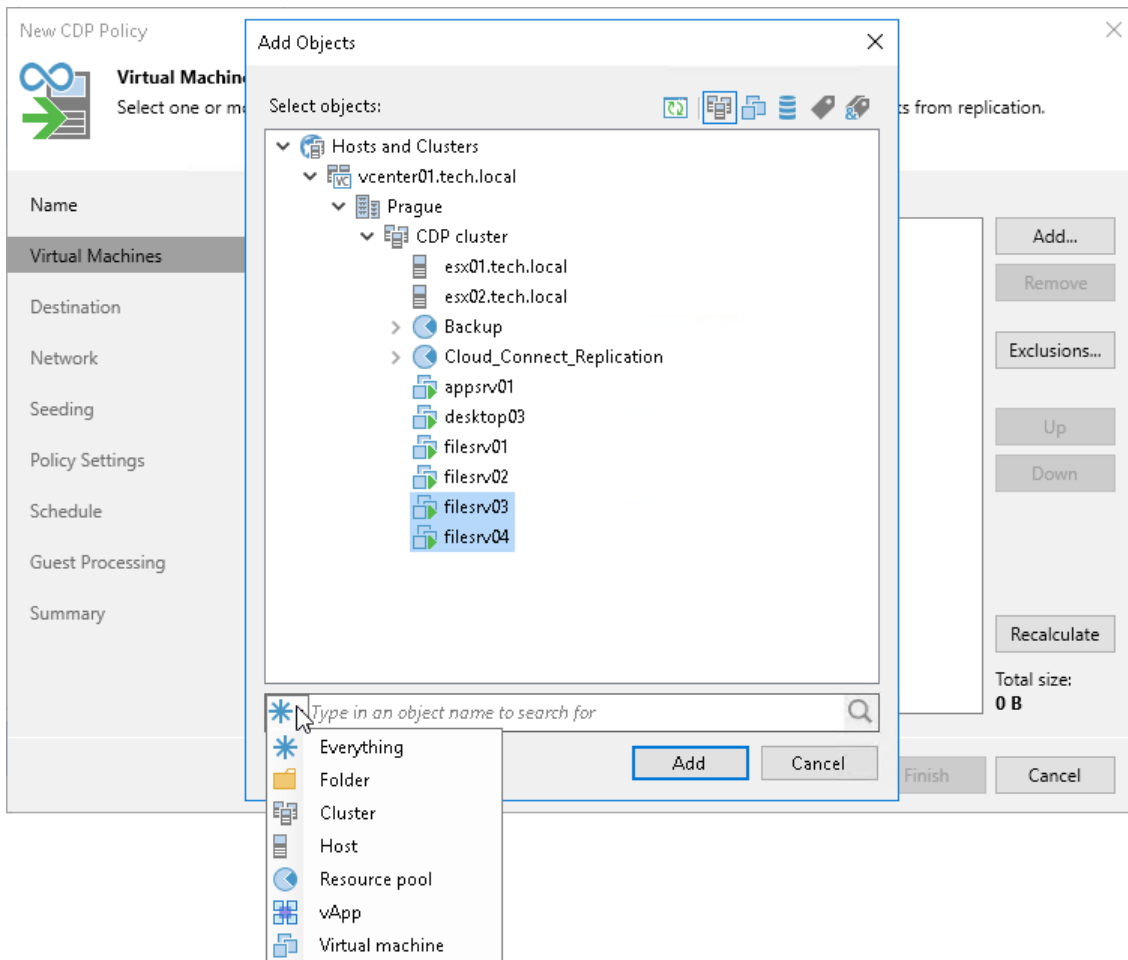 New CDP Policy
Virtual Machin
Select one or m
ts from replication.
Name
Virtual Machines
Destination
Network
Seeding
Policy Settings
Schedule
Guest Processing
Summary
Add Objects
Select objects:
Hosts and Clusters
vcenter01.tech.local
VC
Prague
CDP cluster
esx01.tech.local
esx02.tech.local
Backup
Cloud_Connect_Replication
appsrv01
desktop03
filesrv01
filesrv02
filesrv03
filesrv04
Type in an object name to search for
Everything
Folder
Cluster
Host
Resource pool
vApp
Virtual machine
Add
Cancel
Add...
Remove
Exclusions...
Up
Down
Recalculate
Total size:
0 B
Finish
Cancel